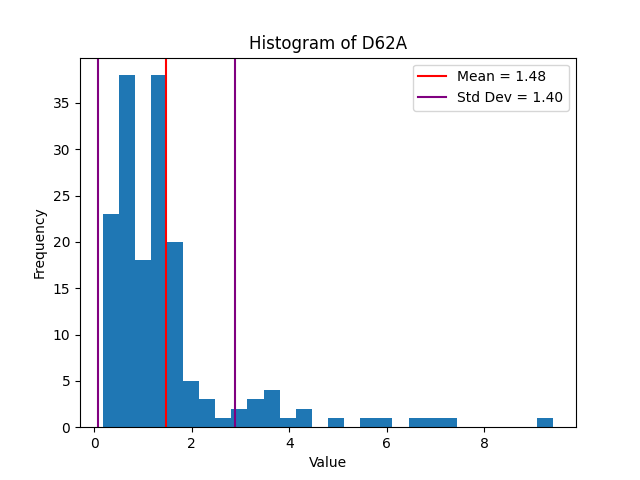 Histogram of D62A
Mean = 1.48
Std Dev = 1.40
35
30
25
20
15
10
5
0
Frequency
0 2 4 6 8
Value